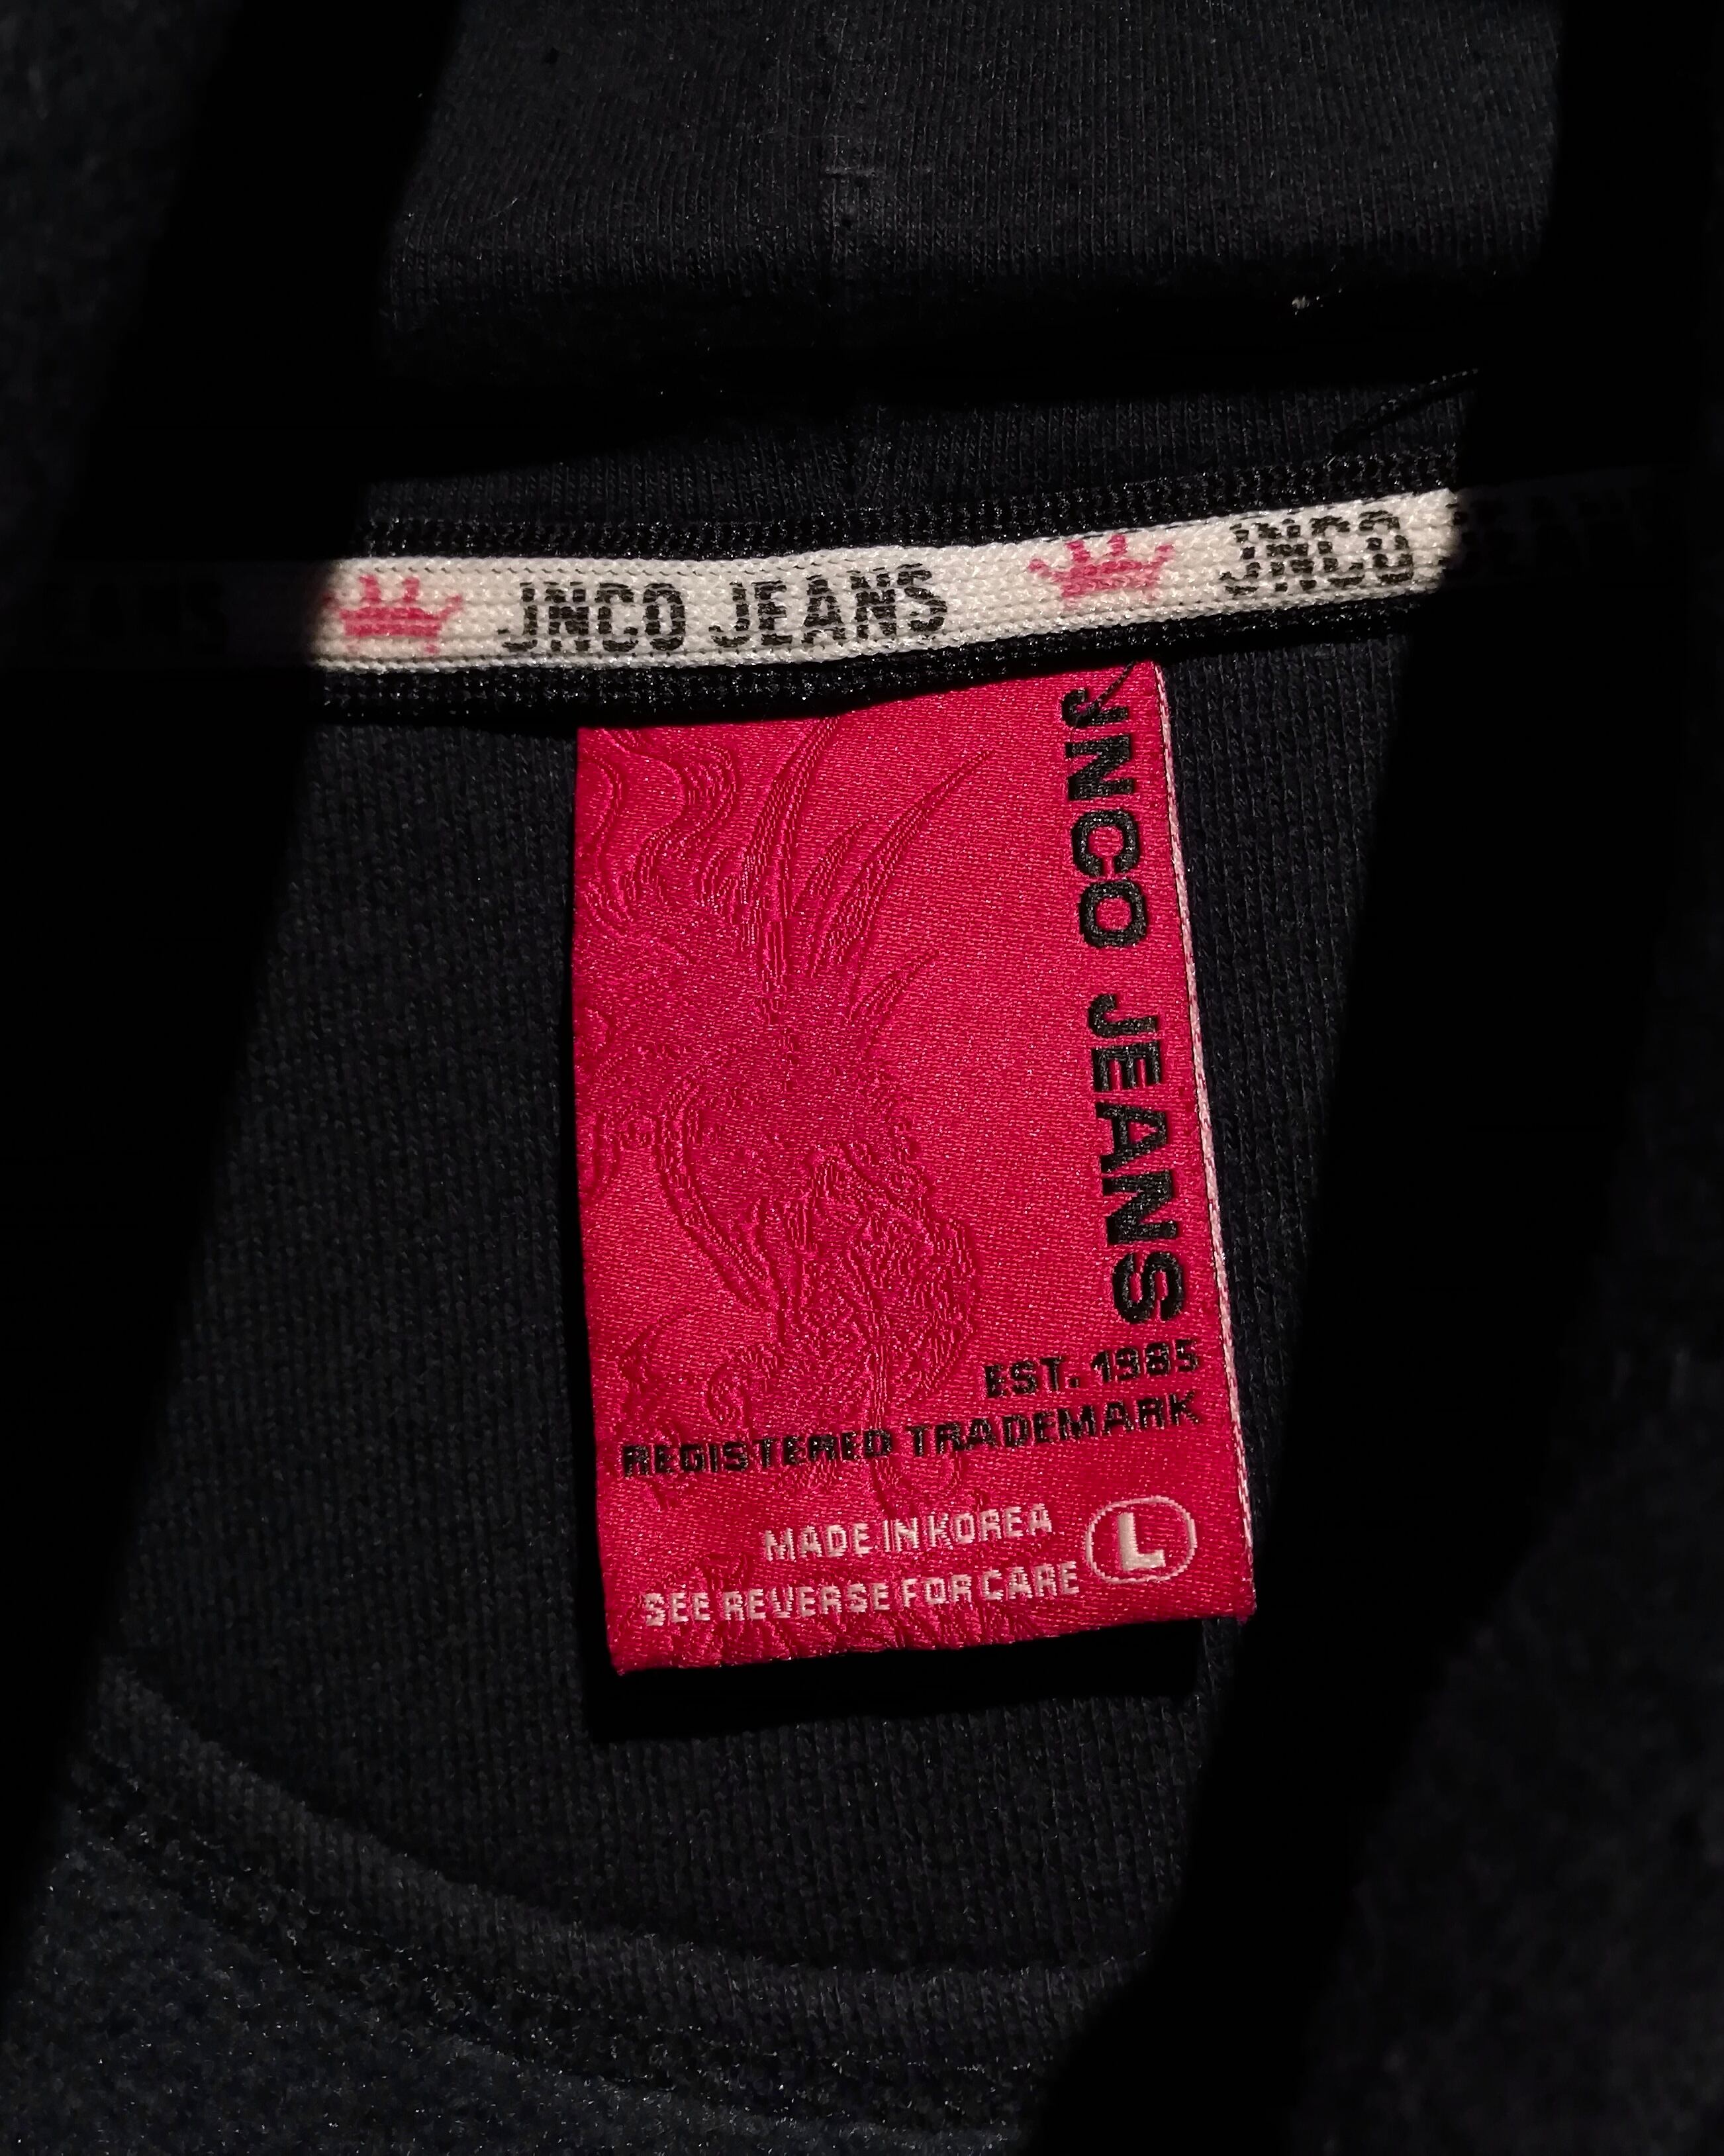 JNCO JEANS JNCO
JNCO JEANS
EST. 1985
REGISTERED TRADEMARK
MADE IN KOREA
L
SEE REVERSE FOR CARE